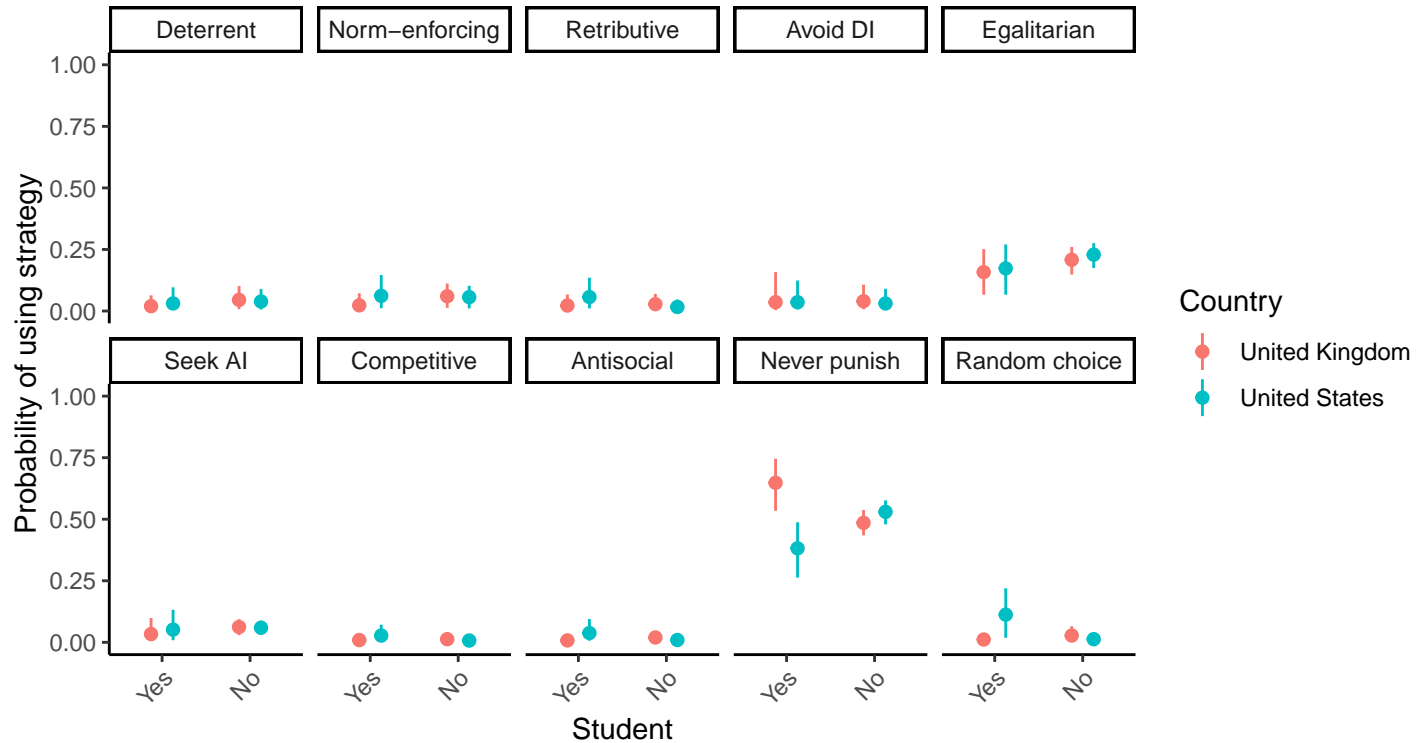 Deterrent
Norm−enforcing
Retributive
Avoid DI
Egalitarian
1.00
0.75
0.50
0.25
0.00
Seek AI
Competitive
Antisocial
Never punish
Random choice
1.00
0.75
0.50
0.25
0.00
Yes
No
Yes
No
Yes
No
Yes
No
Yes
No
Student
Probability of using strategy
Country
United Kingdom
United States